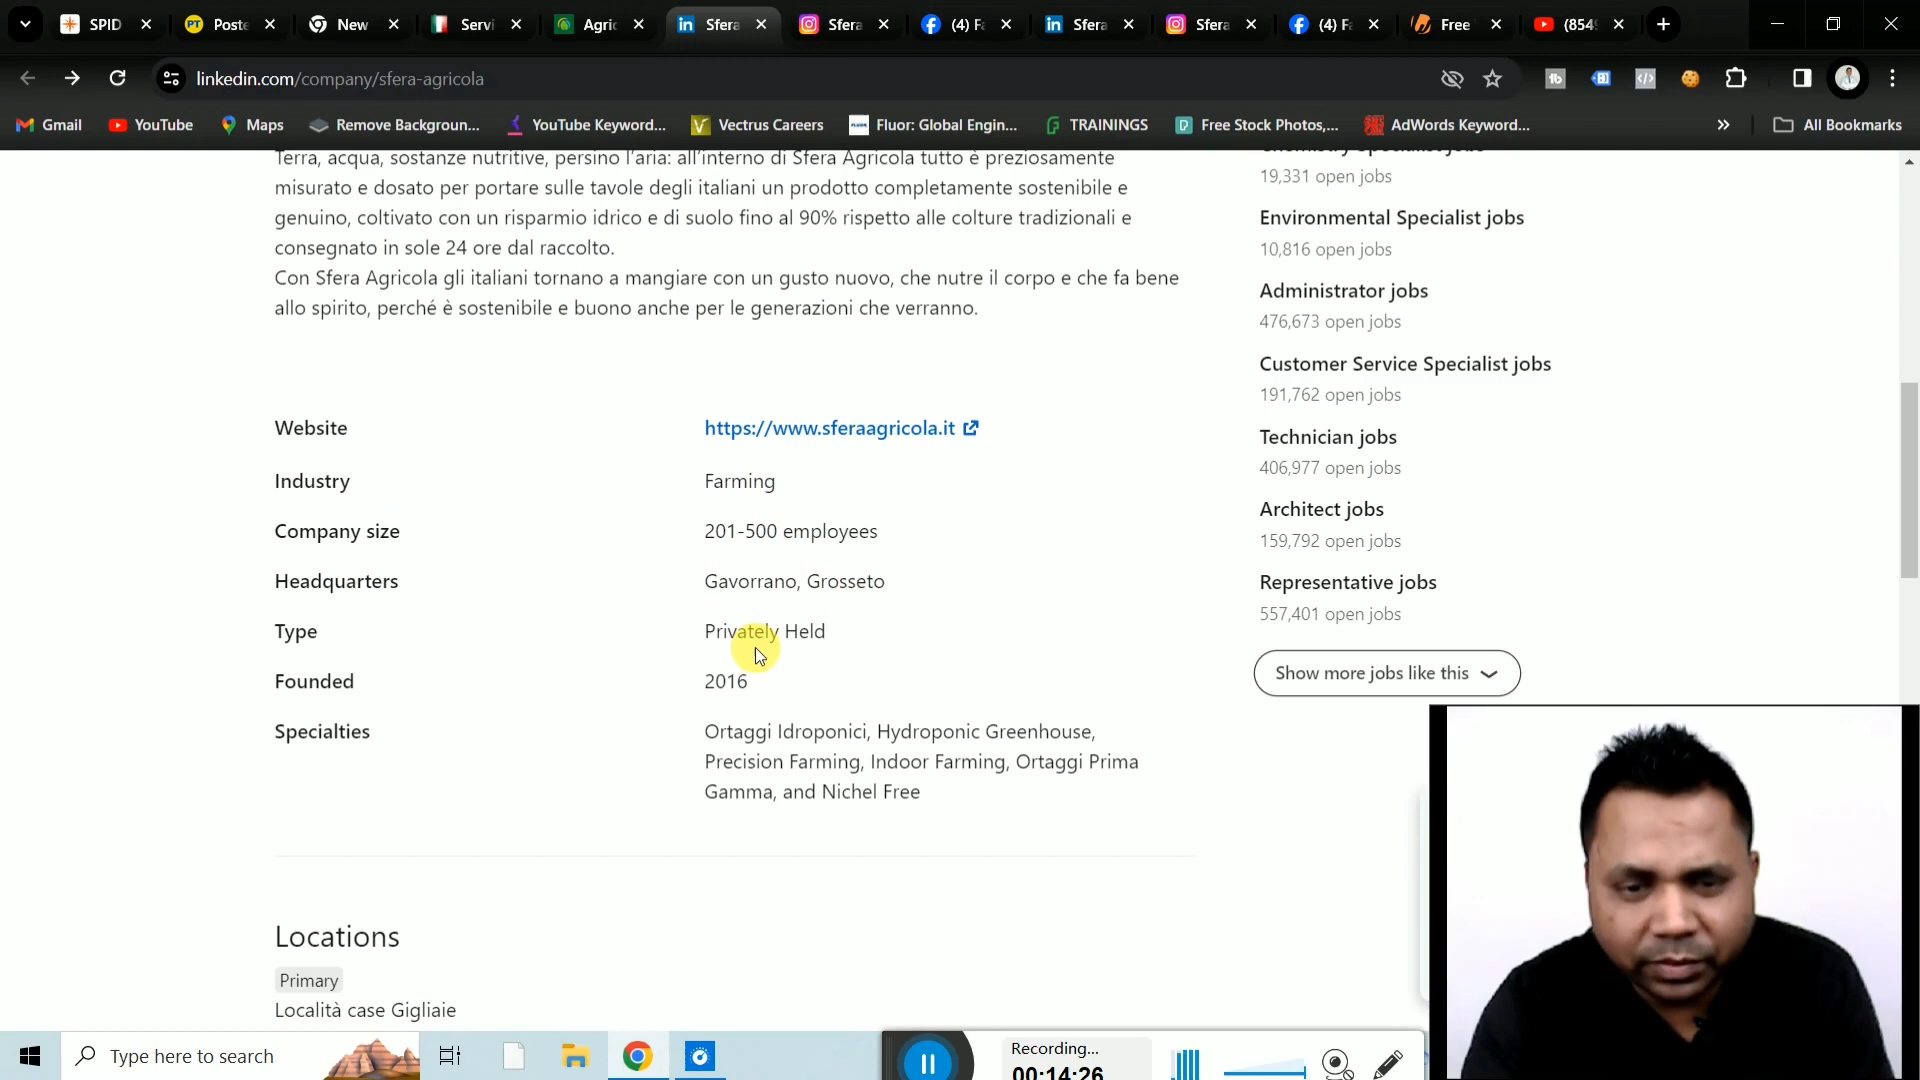 SPID
Poste
New
Servi
Agric
Sfera
Sfera
(4) Fa
Sfera
Sfera
(4) Fa
Free
(854
linkedin.com/company/sfera-agricola
Gmail
YouTube
Maps
Remove Backgroun...
YouTube Keyword...
Vectrus Careers
Fluor: Global Engin...
TRAININGS
Free Stock Photos,...
AdWords Keyword...
»
All Bookmarks
Terra, acqua, sostanze nutritive, persino l'aria: all'interno di Sfera Agricola tutto è preziosamente
misurato e dosato per portare sulle tavole degli italiani un prodotto completamente sostenibile e
genuino, coltivato con un risparmio idrico e di suolo fino al 90% rispetto alle colture tradizionali e
consegnato in sole 24 ore dal raccolto.
Con Sfera Agricola gli italiani tornano a mangiare con un gusto nuovo, che nutre il corpo e che fa bene
allo spirito, perché è sostenibile e buono anche per le generazioni che verranno.
Website https://www.sferaagricola.it
Industry Farming
Company size 201-500 employees
Headquarters Gavorrano, Grosseto
Type Privately Held
Founded 2016
Specialties Ortaggi Idroponici, Hydroponic Greenhouse,
Precision Farming, Indoor Farming, Ortaggi Prima
Gamma, and Nichel Free
Locations
Primary
Località case Gigliaie
19,331 open jobs
Environmental Specialist jobs
10,816 open jobs
Administrator jobs
476,673 open jobs
Customer Service Specialist jobs
191,762 open jobs
Technician jobs
406,977 open jobs
Architect jobs
159,792 open jobs
Representative jobs
557,401 open jobs
Show more jobs like this
Type here to search
Recording...
00:14:26